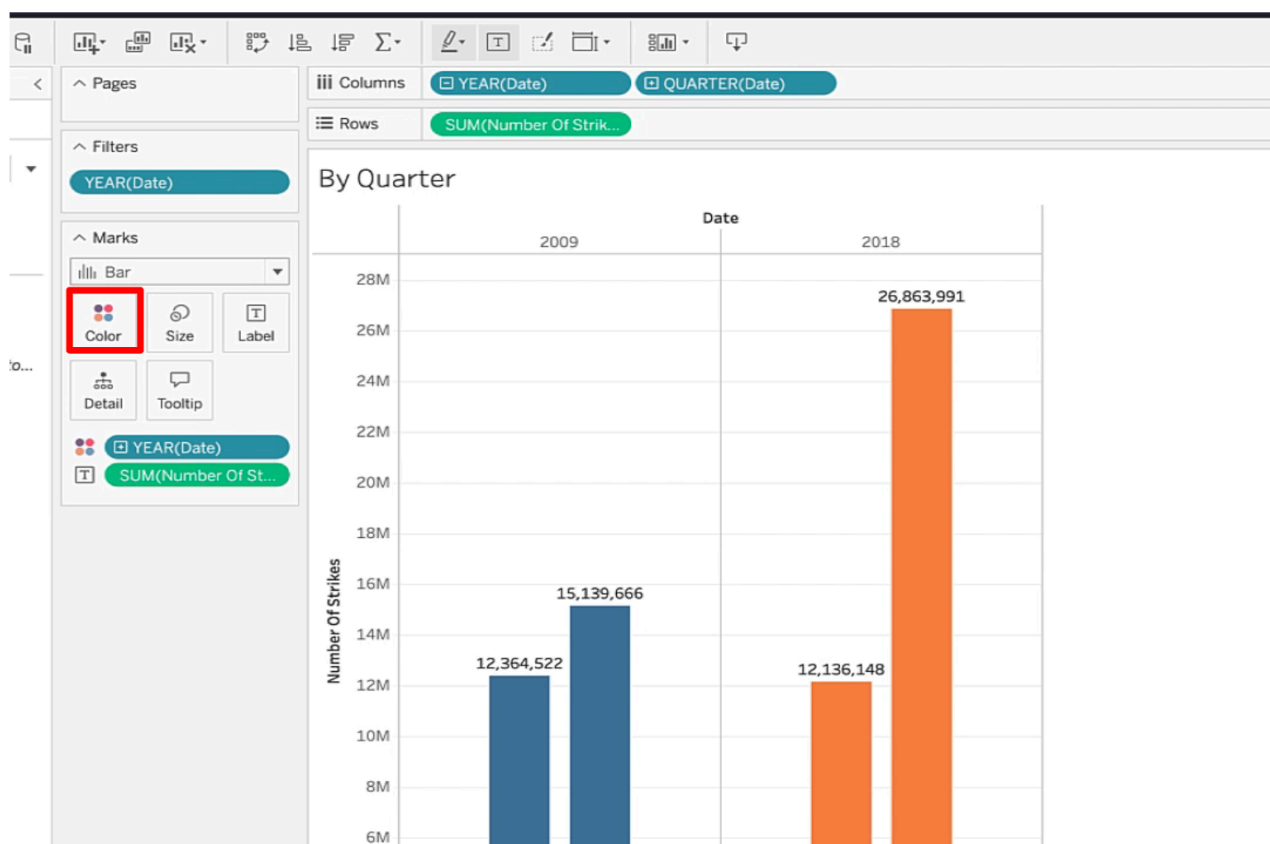 Pages
Columns
YEAR(Date)
QUARTER(Date)
Rows
SUM(Number Of Strik...
Filters
YEAR(Date)
Marks
Bar
Color
Size
Label
Detail
Tooltip
YEAR(Date)
SUM(Number Of St...
to...
By Quarter
Date
2009
2018
28M
26M
24M
22M
20M
18M
16M
14M
12M
10M
8M
6M
Number Of Strikes
12,364,522
15,139,666
12,136,148
26,863,991